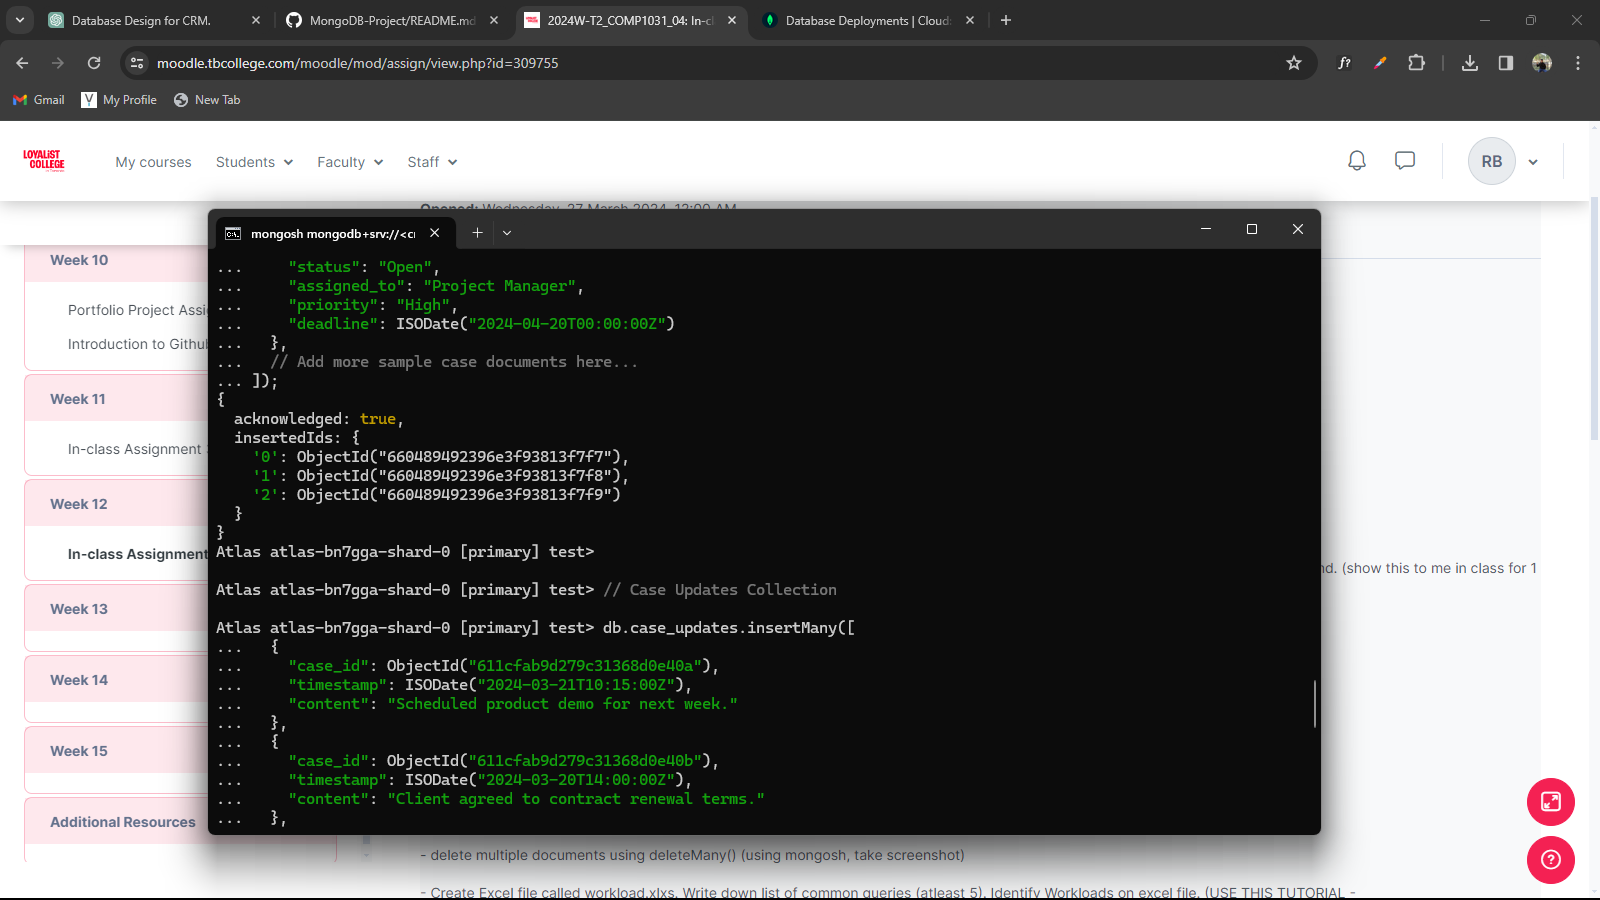 Database Design for CRM.
MongoDB-Project/README.md
2024W-T2_COMP1031_04: In-cl
Database Deployments | Cloud:
moodle.tbcollege.com/moodle/mod/assign/view.php?id=309755
f?
Gmail
My Profile
New Tab
LOYALIST COLLEGE
My courses
Students
Faculty
Staff
RB
Opened: Wednesday, 27 March 2024, 12:00 AM
mongosh mongodb+srv://<cr
Week 10
Portfolio Project Assi
Introduction to Githu
Week 11
In-class Assignment
Week 12
In-class Assignment
Week 13
Week 14
Week 15
Additional Resources
... "status": "Open",
... "assigned_to": "Project Manager",
... "priority": "High",
... "deadline": ISODate("2024-04-20T00:00:00Z")
... },
... // Add more sample case documents here...
... ]);
{
acknowledged: true,
insertedIds: {
'0': ObjectId("660489492396e3f93813f7f7"),
'1': ObjectId("660489492396e3f93813f7f8"),
'2': ObjectId("660489492396e3f93813f7f9")
}
}
Atlas atlas-bn7gga-shard-0 [primary] test>
Atlas atlas-bn7gga-shard-0 [primary] test> // Case Updates Collection
Atlas atlas-bn7gga-shard-0 [primary] test> db.case_updates.insertMany([
... {
... "case_id": ObjectId("611cfab9d279c31368d0e40a"),
... "timestamp": ISODate("2024-03-21T10:15:00Z"),
... "content": "Scheduled product demo for next week."
... },
... {
... "case_id": ObjectId("611cfab9d279c31368d0e40b"),
... "timestamp": ISODate("2024-03-20T14:00:00Z"),
... "content": "Client agreed to contract renewal terms."
... },
nd. (show this to me in class for 1
- delete multiple documents using deleteMany() (using mongosh, take screenshot)
- Create Excel file called workload.xlxs. Write down list of common queries (atleast 5). Identify Workloads on excel file. (USE THIS TUTORIAL -